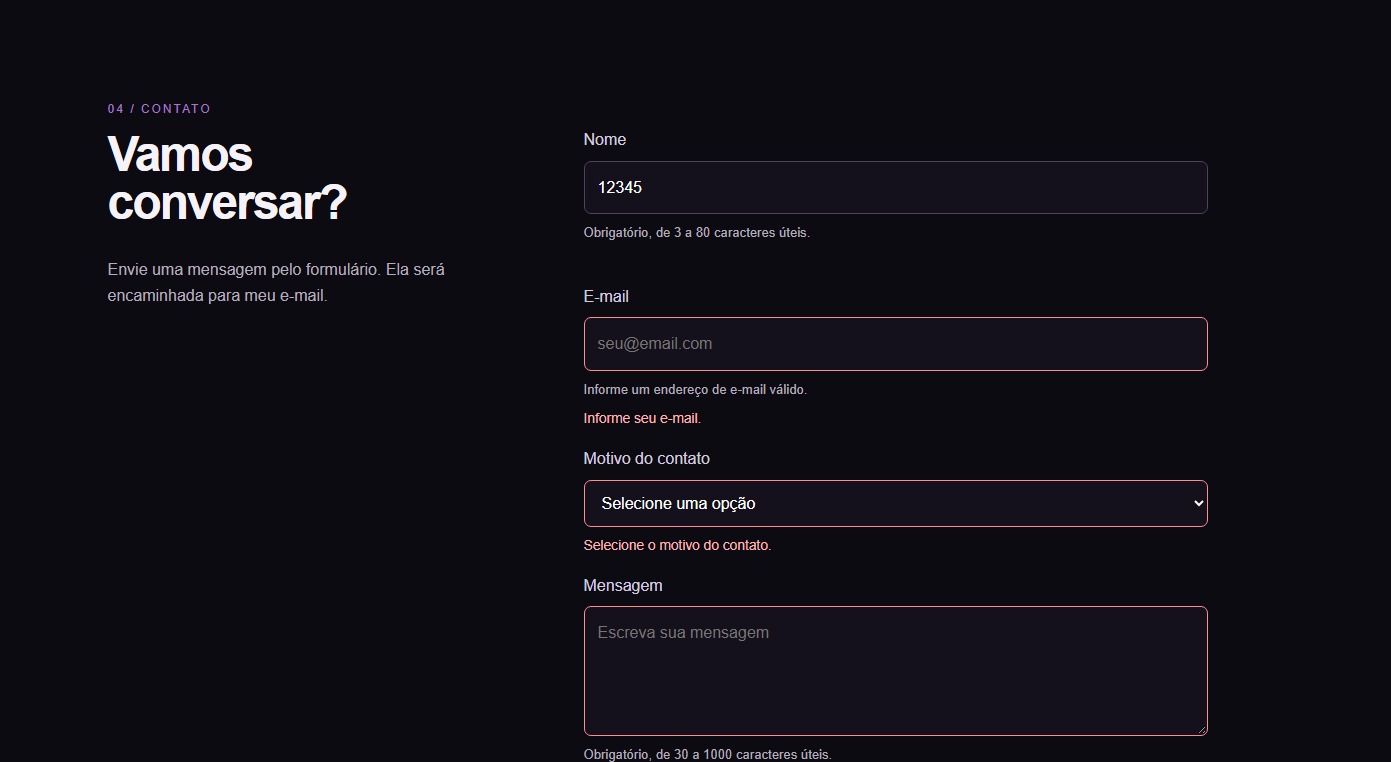 04 / CONTATO
Vamos
conversar?
Envie uma mensagem pelo formulário. Ela será
encaminhada para meu e-mail.
Nome
12345
Obrigatório, de 3 a 80 caracteres úteis.
E-mail
seu@email.com
Informe um endereço de e-mail válido.
Informe seu e-mail.
Motivo do contato
Selecione uma opção
Selecione o motivo do contato.
Mensagem
Escreva sua mensagem
Obrigatório, de 30 a 1000 caracteres úteis.